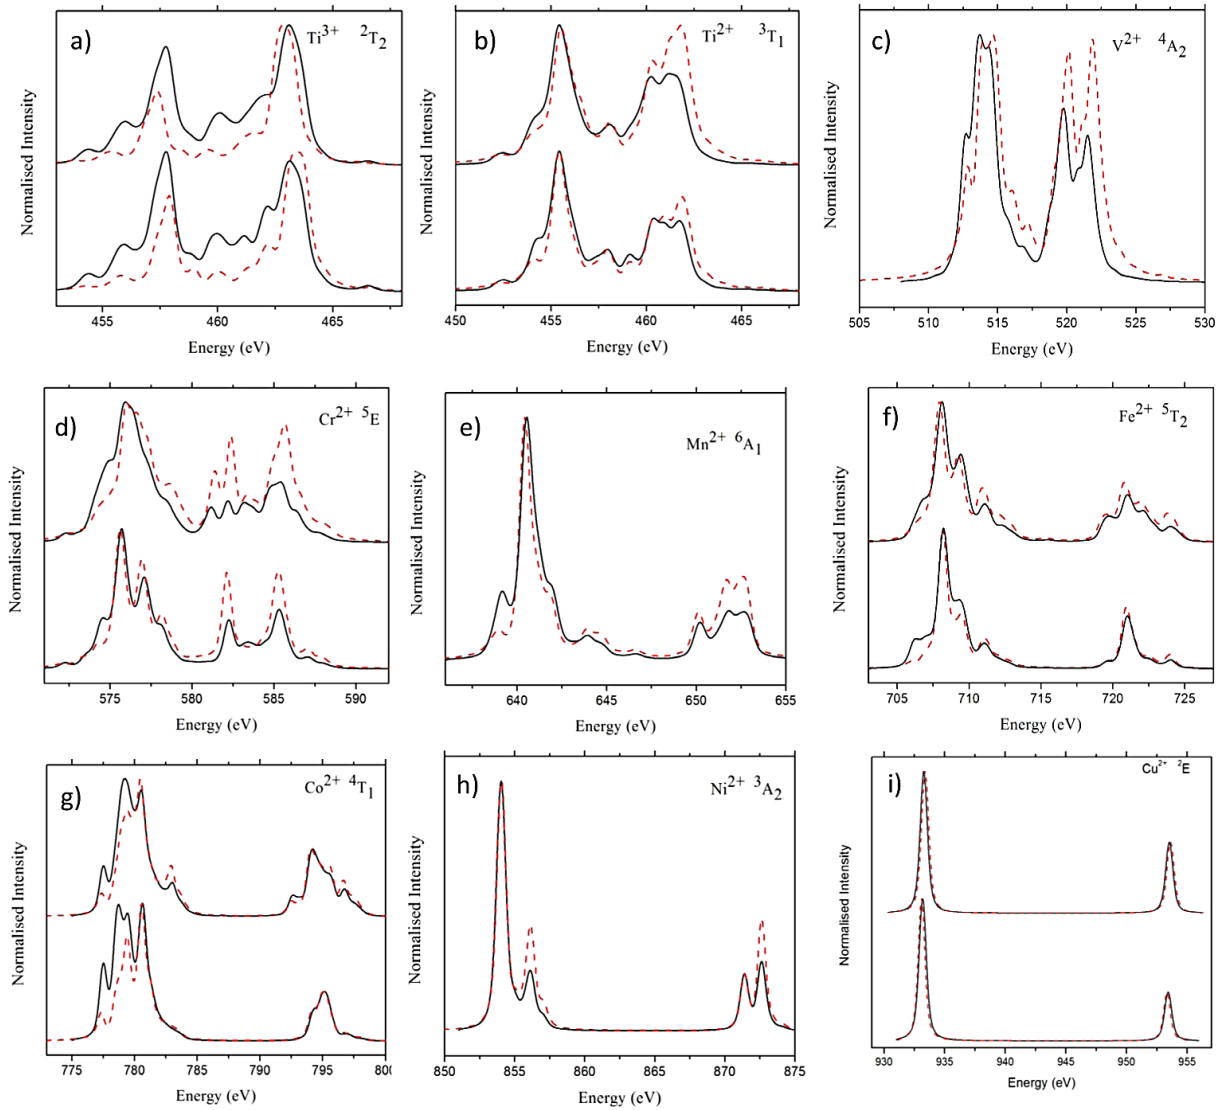 a)
Ti3+ 2T2
Normalised Intensity
455 460 465
Energy (eV)
b)
Ti2+ 3T1
Normalised Intensity
450 455 460 465
Energy (eV)
c)
V2+ 4A2
Normalised Intensity
505 510 515 520 525 530
Energy (eV)
d)
Cr2+ 5E
Normalised Intensity
575 580 585 590
Energy (eV)
e)
Mn2+ 6A1
Normalised Intensity
640 645 650 655
Energy (eV)
f)
Fe2+ 5T2
Normalised Intensity
705 710 715 720 725
Energy (eV)
g)
Co2+ 4T1
Normalised Intensity
775 780 785 790 795 800
Energy (eV)
h)
Ni2+ 3A2
Normalised Intensity
850 855 860 865 870 875
Energy (eV)
i)
Cu2+ 2E
Normalised Intensity
930 935 940 945 950 955
Energy (eV)